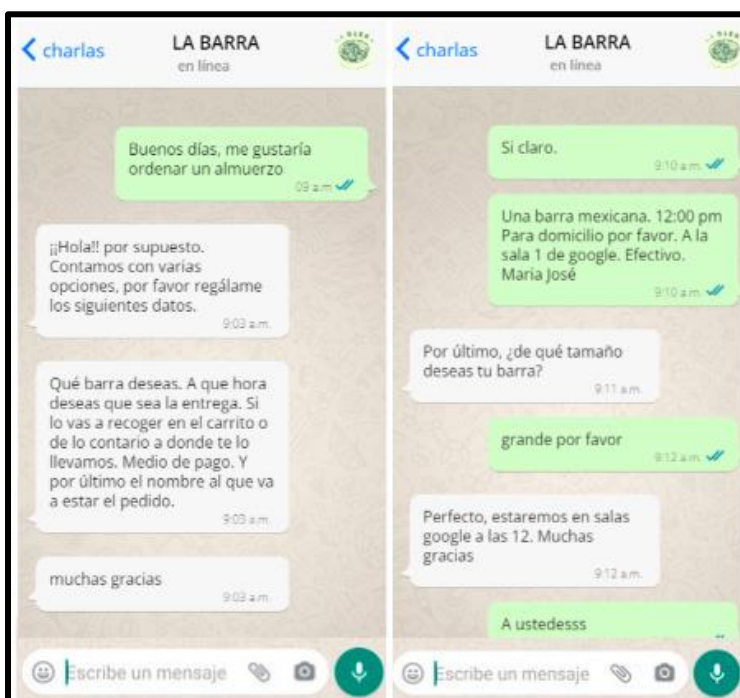 charlas
LA BARRA
en línea
Buenos días, me gustaría
ordenar un almuerzo
09 a.m
¡¡Hola!! por supuesto.
Contamos con varias
opciones, por favor regálame
los siguientes datos.
9:03 a.m.
Qué barra deseas. A que hora
deseas que sea la entrega. Si
lo vas a recoger en el carrito o
de lo contario a donde te lo
llevamos. Medio de pago. Y
por último el nombre al que va
a estar el pedido.
9:03 a.m.
muchas gracias
9:03 a.m.
Escribe un mensaje
charlas
LA BARRA
en línea
Si claro.
9:10 a.m.
Una barra mexicana. 12:00 pm
Para domicilio por favor. A la
sala 1 de google. Efectivo.
Maria José
9:10 a.m.
Por último, ¿de qué tamaño
deseas tu barra?
9:11 a.m.
grande por favor
9:12 a.m.
Perfecto, estaremos en salas
google a las 12. Muchas
gracias
9:12 a.m.
A ustedesss
Escribe un mensaje